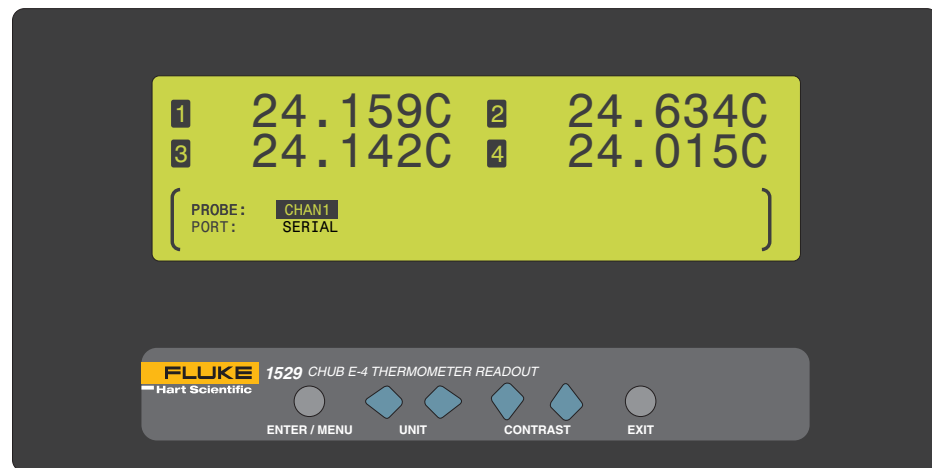 1 24.159C 2 24.634C
3 24.142C 4 24.015C
PROBE: CHAN1
PORT: SERIAL
FLUKE 1529 CHUB E-4 THERMOMETER READOUT
Hart Scientific
ENTER / MENU UNIT CONTRAST EXIT